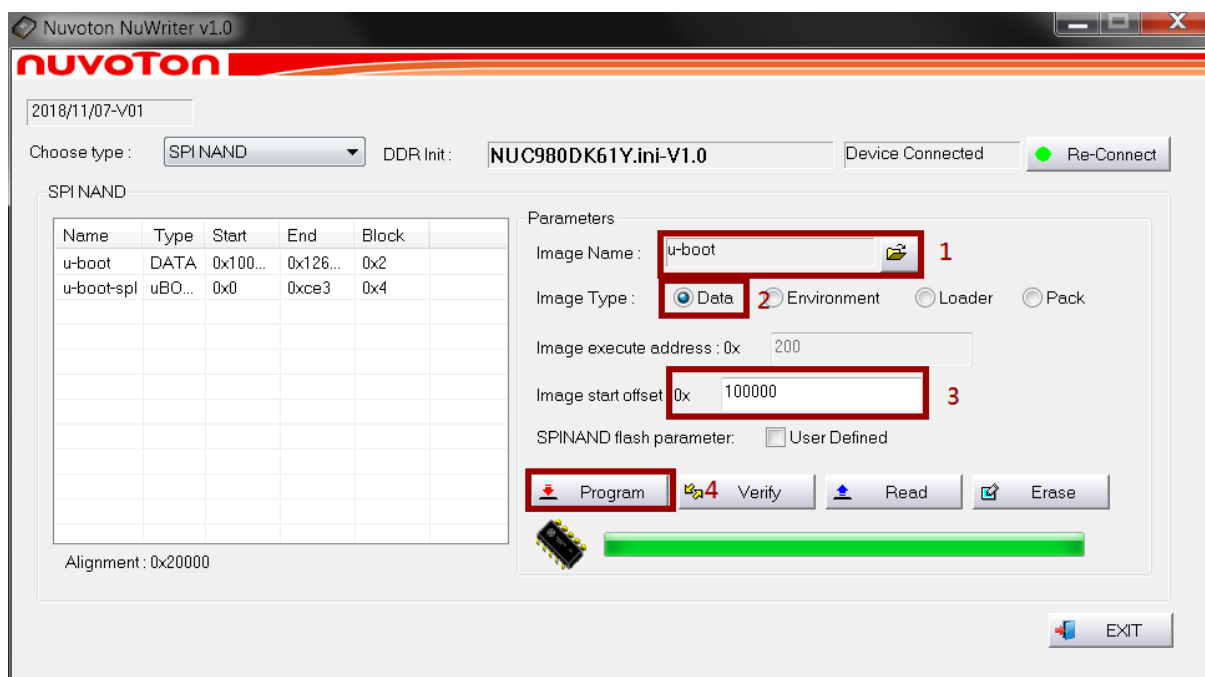 Nuvoton NuWriter v1.0
nuvoTon
2018/11/07-V01
Choose type : SPI NAND DDR Init : NUC980DK61Y.ini-V1.0 Device Connected Re-Connect
SPI NAND
Parameters
Name Type Start End Block
u-boot DATA 0x100... 0x126... 0x2
u-boot-spl uBO... 0x0 0xce3 0x4
Image Name : u-boot 1
Image Type : Data 2 Environment Loader Pack
Image execute address : 0x 200
Image start offset 0x 100000 3
SPINAND flash parameter: User Defined
Program 4 Verify Read Erase
Alignment : 0x20000
EXIT